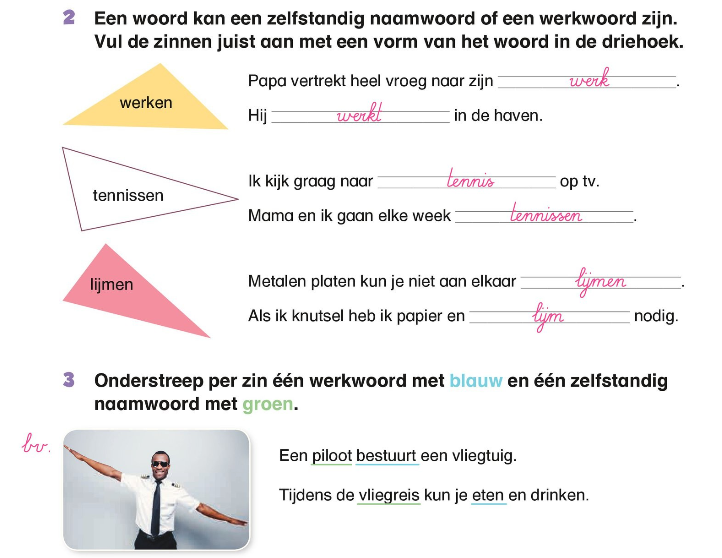 2 Een woord kan een zelfstandig naamwoord of een werkwoord zijn.
Vul de zinnen juist aan met een vorm van het woord in de driehoek.
werken
Papa vertrekt heel vroeg naar zijn werk.
Hij werkt in de haven.
tennissen
Ik kijk graag naar tennis op tv.
Mama en ik gaan elke week tennissen.
lijmen
Metalen platen kun je niet aan elkaar lijmen.
Als ik knutsel heb ik papier en lijm nodig.
3 Onderstreep per zin één werkwoord met blauw en één zelfstandig
naamwoord met groen.
bv.
Een piloot bestuurt een vliegtuig.
Tijdens de vliegreis kun je eten en drinken.